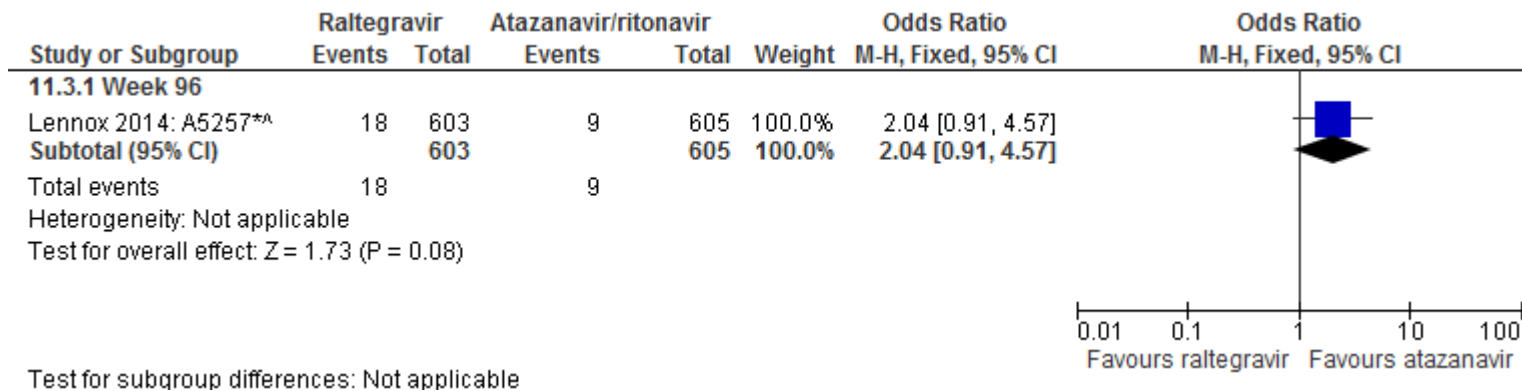 Raltegravir Atazanavir/ritonavir Odds Ratio Odds Ratio
Study or Subgroup Events Total Events Total Weight M-H, Fixed, 95% CI M-H, Fixed, 95% CI
11.3.1 Week 96
Lennox 2014: A5257*^ 18 603 9 605 100.0% 2.04 [0.91, 4.57]
Subtotal (95% CI) 603 605 100.0% 2.04 [0.91, 4.57]
Total events 18 9
Heterogeneity: Not applicable
Test for overall effect: Z = 1.73 (P = 0.08)
0.01 0.1 1 10 100
Favours raltegravir Favours atazanavir
Test for subgroup differences: Not applicable